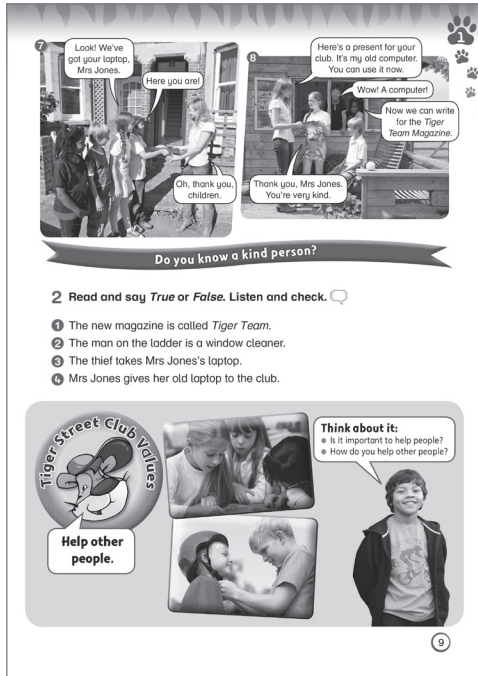 1
7
Look! We've
got your laptop,
Mrs Jones.
Here you are!
Oh, thank you,
children.
8
Here's a present for your
club. It's my old computer.
You can use it now.
Wow! A computer!
Now we can write
for the Tiger
Team Magazine.
Thank you, Mrs Jones.
You're very kind.
Do you know a kind person?
2 Read and say True or False. Listen and check.
1 The new magazine is called Tiger Team.
2 The man on the ladder is a window cleaner.
3 The thief takes Mrs Jones's laptop.
4 Mrs Jones gives her old laptop to the club.
Tiger Street Club Values
Help other
people.
Think about it:
● Is it important to help people?
● How do you help other people?
9